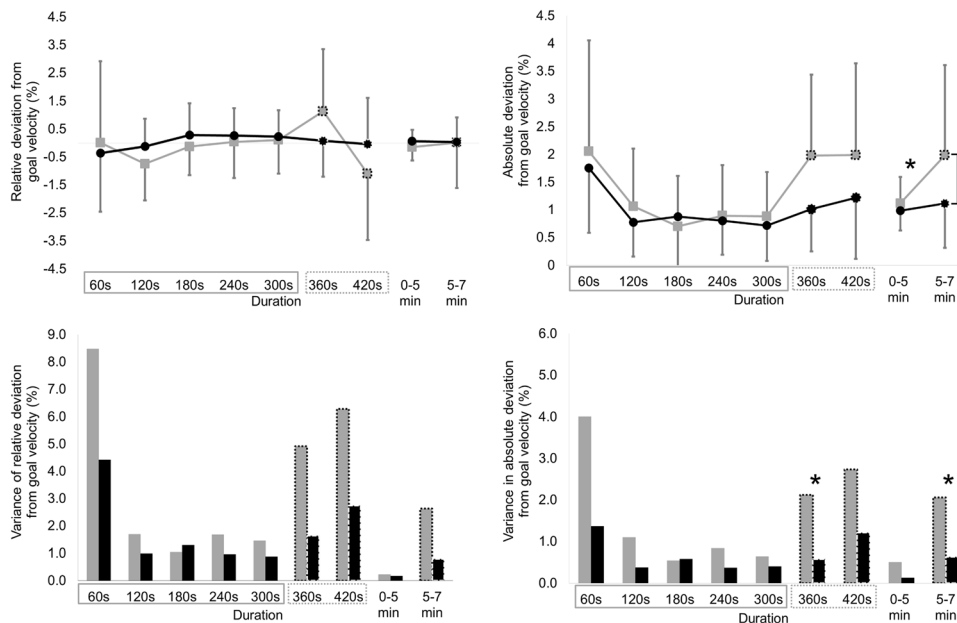 Relative deviation from
goal velocity (%)
4.5
3.5
2.5
1.5
0.5
-0.5
-1.5
-2.5
-3.5
-4.5
60s 120s 180s 240s 300s 360s 420s 0-5 min 5-7 min
Duration
Absolute deviation
from goal velocity (%)
4.5
4
3.5
3
2.5
2
1.5
1
0.5
0
*
60s 120s 180s 240s 300s 360s 420s 0-5 min 5-7 min
Duration
Variance of relative deviation
from goal velocity (%)
9.0
8.0
7.0
6.0
5.0
4.0
3.0
2.0
1.0
0.0
60s 120s 180s 240s 300s 360s 420s 0-5 min 5-7 min
Duration
Variance in absolute deviation
from goal velocity (%)
6.0
5.0
4.0
3.0
2.0
1.0
0.0
* *
60s 120s 180s 240s 300s 360s 420s 0-5 min 5-7 min
Duration